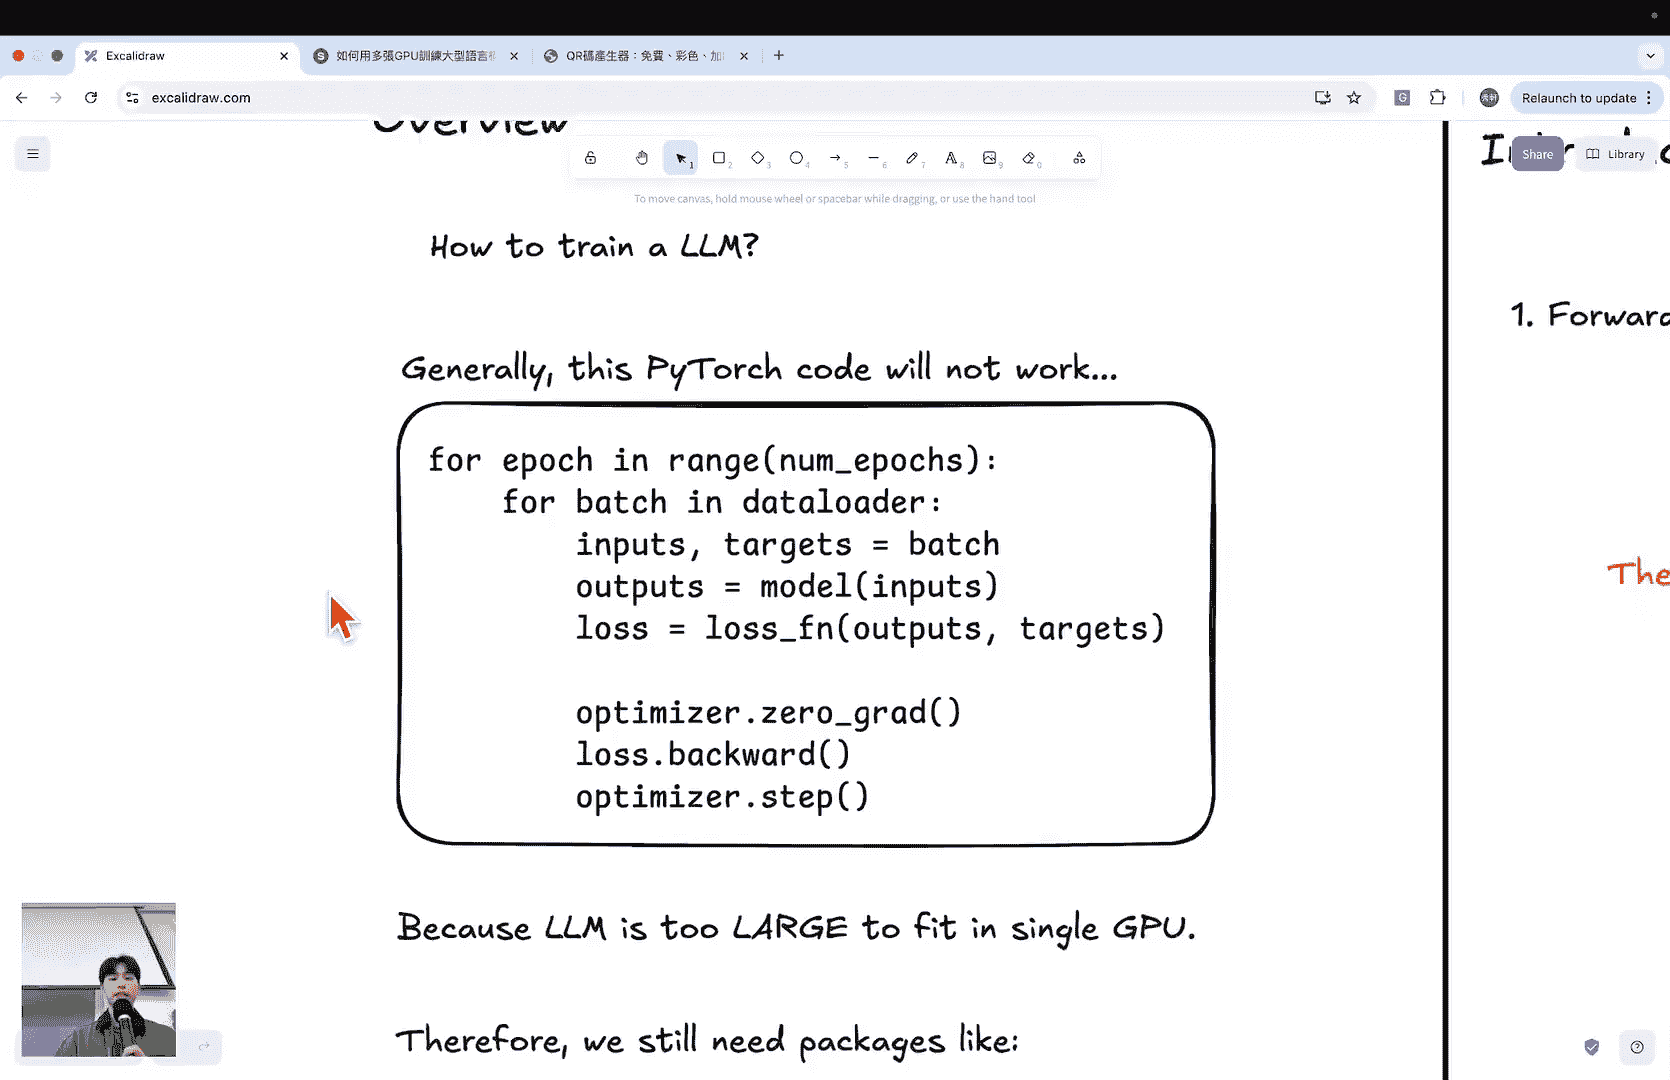 Excalidraw
如何用多張GPU訓練大型語言
QR碼產生器：免費、彩色、加
excalidraw.com
Relaunch to update
Overview
Share
Library
To move canvas, hold mouse wheel or spacebar while dragging, or use the hand tool
How to train a LLM?
1. Forward
Generally, this PyTorch code will not work...
for epoch in range(num_epochs):
for batch in dataloader:
inputs, targets = batch
outputs = model(inputs)
The
loss = loss_fn(outputs, targets)
optimizer.zero_grad()
loss.backward()
optimizer.step()
Because LLM is too LARGE to fit in single GPU.
Therefore, we still need packages like: